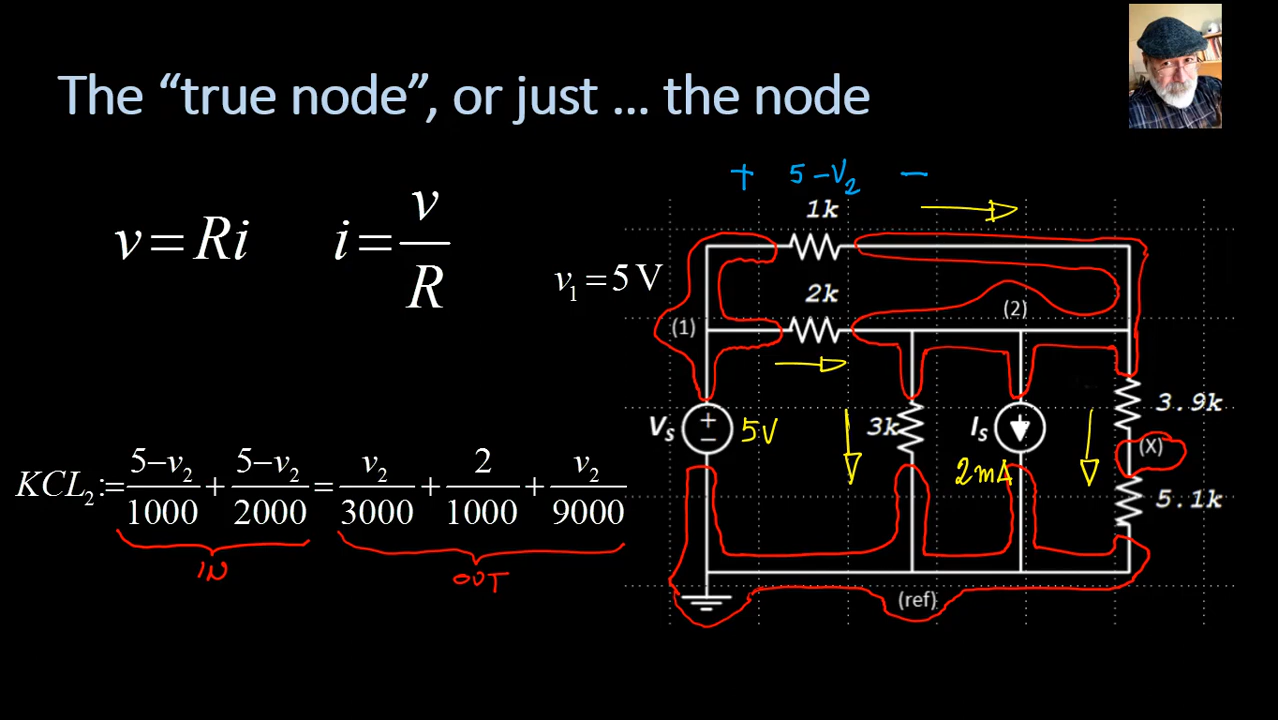 The “true node”, or just … the node
v = Ri
i = v/R
v₁ = 5 V
+ 5 − V₂ −
1k
2k
(1)
(2)
Vs
+
−
5V
3k
Is
2mA
3.9k
(X)
5.1k
(ref)
KCL₂ := (5−v₂)/1000 + (5−v₂)/2000 = v₂/3000 + 2/1000 + v₂/9000
IN
OUT